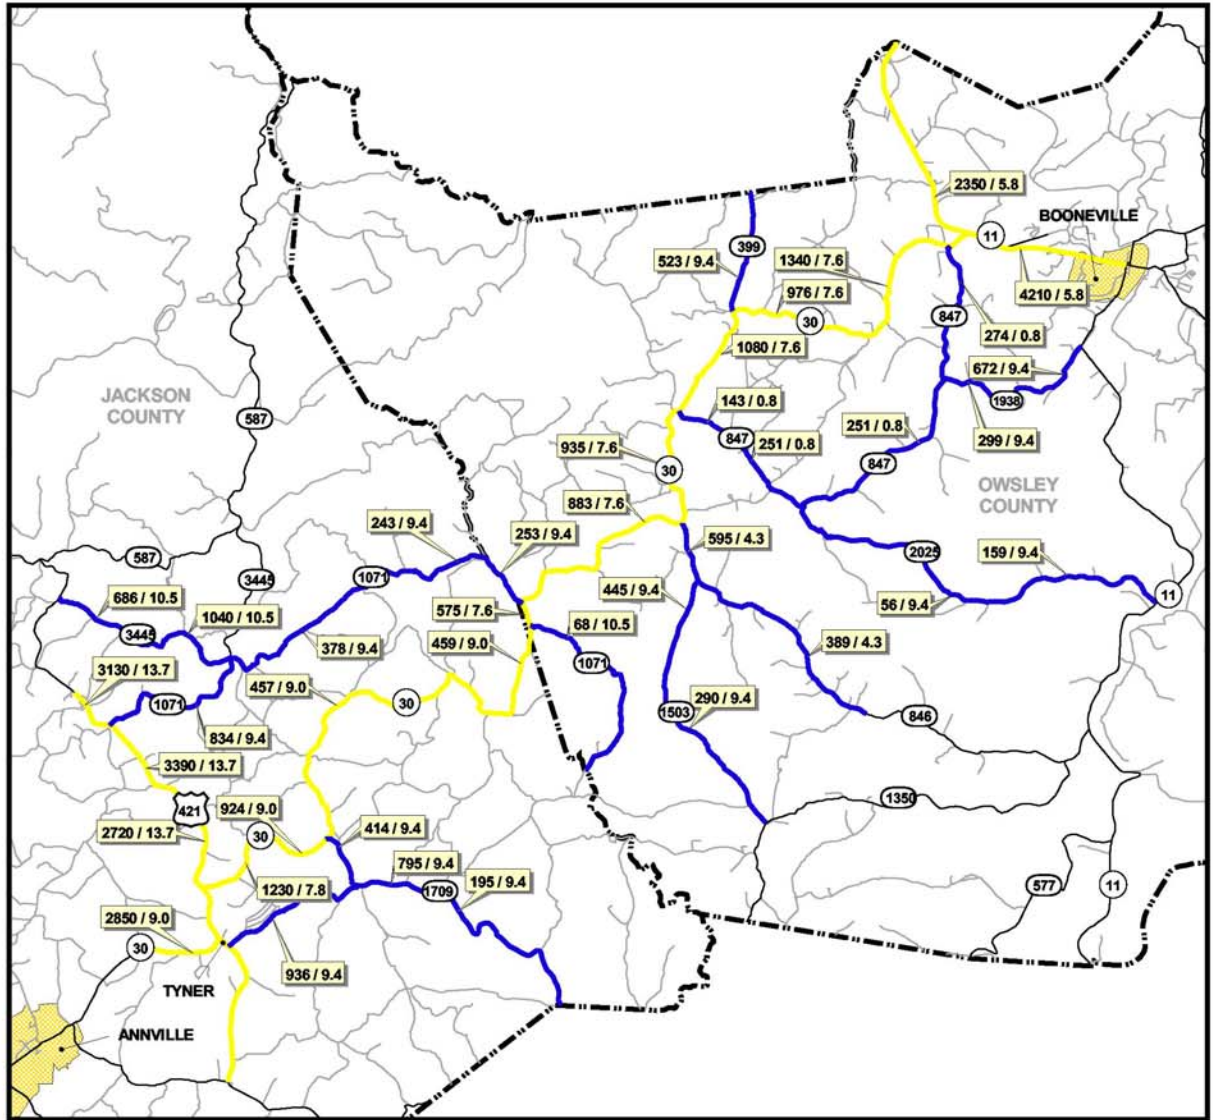 2350 / 5.8
BOONEVILLE
11
399
523 / 9.4
1340 / 7.6
976 / 7.6
30
4210 / 5.8
847
274 / 0.8
1080 / 7.6
672 / 9.4
1938
299 / 9.4
JACKSON
COUNTY
587
143 / 0.8
847
251 / 0.8
251 / 0.8
847
935 / 7.6
30
OWSLEY
COUNTY
883 / 7.6
243 / 9.4
253 / 9.4
595 / 4.3
587
3445
1071
2025
159 / 9.4
11
686 / 10.5
1040 / 10.5
3445
378 / 9.4
575 / 7.6
459 / 9.0
445 / 9.4
68 / 10.5
1071
56 / 9.4
389 / 4.3
3130 / 13.7
457 / 9.0
1071
30
834 / 9.4
290 / 9.4
1503
846
3390 / 13.7
421
924 / 9.0
30
2720 / 13.7
414 / 9.4
1350
795 / 9.4
1709
195 / 9.4
1230 / 7.8
577
11
2850 / 9.0
30
936 / 9.4
TYNER
ANNVILLE